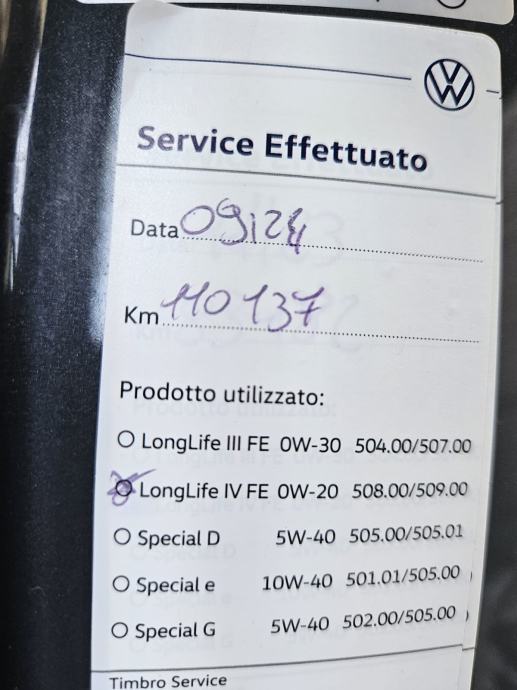 Service Effettuato
Data 09/24
Km 110 137
Prodotto utilizzato:
LongLife III FE 0W-30 504.00/507.00
LongLife IV FE 0W-20 508.00/509.00
Special D 5W-40 505.00/505.01
Special e 10W-40 501.01/505.00
Special G 5W-40 502.00/505.00
Timbro Service